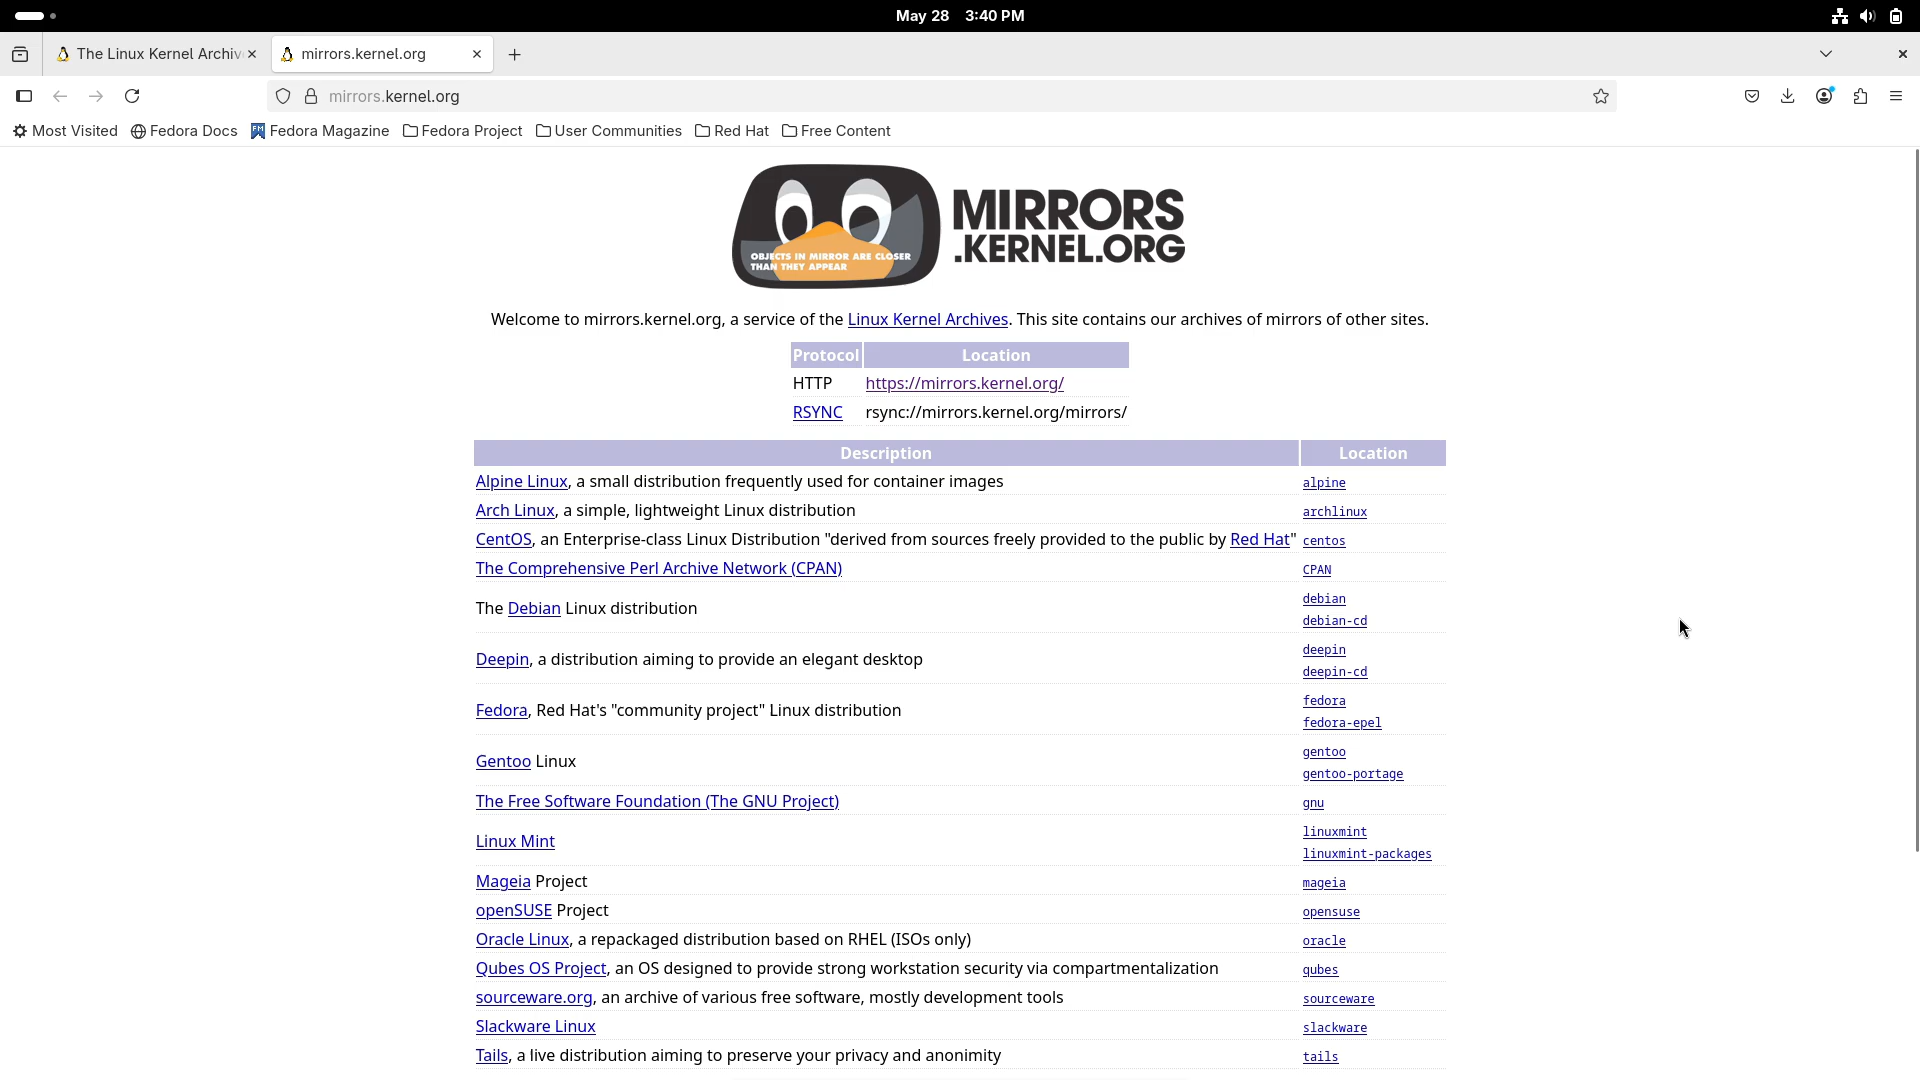 May 28 3:40 PM
The Linux Kernel Archiv
mirrors.kernel.org
mirrors.kernel.org
Most Visited
Fedora Docs
Fedora Magazine
Fedora Project
User Communities
Red Hat
Free Content
OBJECTS IN MIRROR ARE CLOSER
THAN THEY APPEAR
MIRRORS
.KERNEL.ORG
Welcome to mirrors.kernel.org, a service of the Linux Kernel Archives. This site contains our archives of mirrors of other sites.
Protocol Location
HTTP https://mirrors.kernel.org/
RSYNC rsync://mirrors.kernel.org/mirrors/
Description Location
Alpine Linux, a small distribution frequently used for container images alpine
Arch Linux, a simple, lightweight Linux distribution archlinux
CentOS, an Enterprise-class Linux Distribution "derived from sources freely provided to the public by Red Hat" centos
The Comprehensive Perl Archive Network (CPAN) CPAN
The Debian Linux distribution
debian
debian-cd
Deepin, a distribution aiming to provide an elegant desktop
deepin
deepin-cd
Fedora, Red Hat's "community project" Linux distribution
fedora
fedora-epel
Gentoo Linux
gentoo
gentoo-portage
The Free Software Foundation (The GNU Project) gnu
Linux Mint
linuxmint
linuxmint-packages
Mageia Project mageia
openSUSE Project opensuse
Oracle Linux, a repackaged distribution based on RHEL (ISOs only) oracle
Qubes OS Project, an OS designed to provide strong workstation security via compartmentalization qubes
sourceware.org, an archive of various free software, mostly development tools sourceware
Slackware Linux slackware
Tails, a live distribution aiming to preserve your privacy and anonimity tails